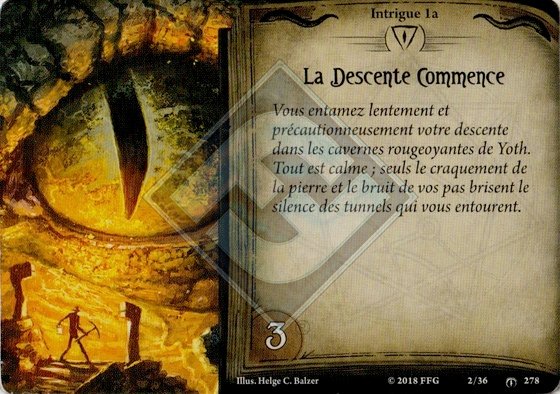 Intrigue 1a
La Descente Commence
Vous entamez lentement et
précautionneusement votre descente
dans les cavernes rougeoyantes de Yoth.
Tout est calme ; seuls le craquement de
la pierre et le bruit de vos pas brisent le
silence des tunnels qui vous entourent.
3
Illus. Helge C. Balzer
© 2018 FFG
2/36
278